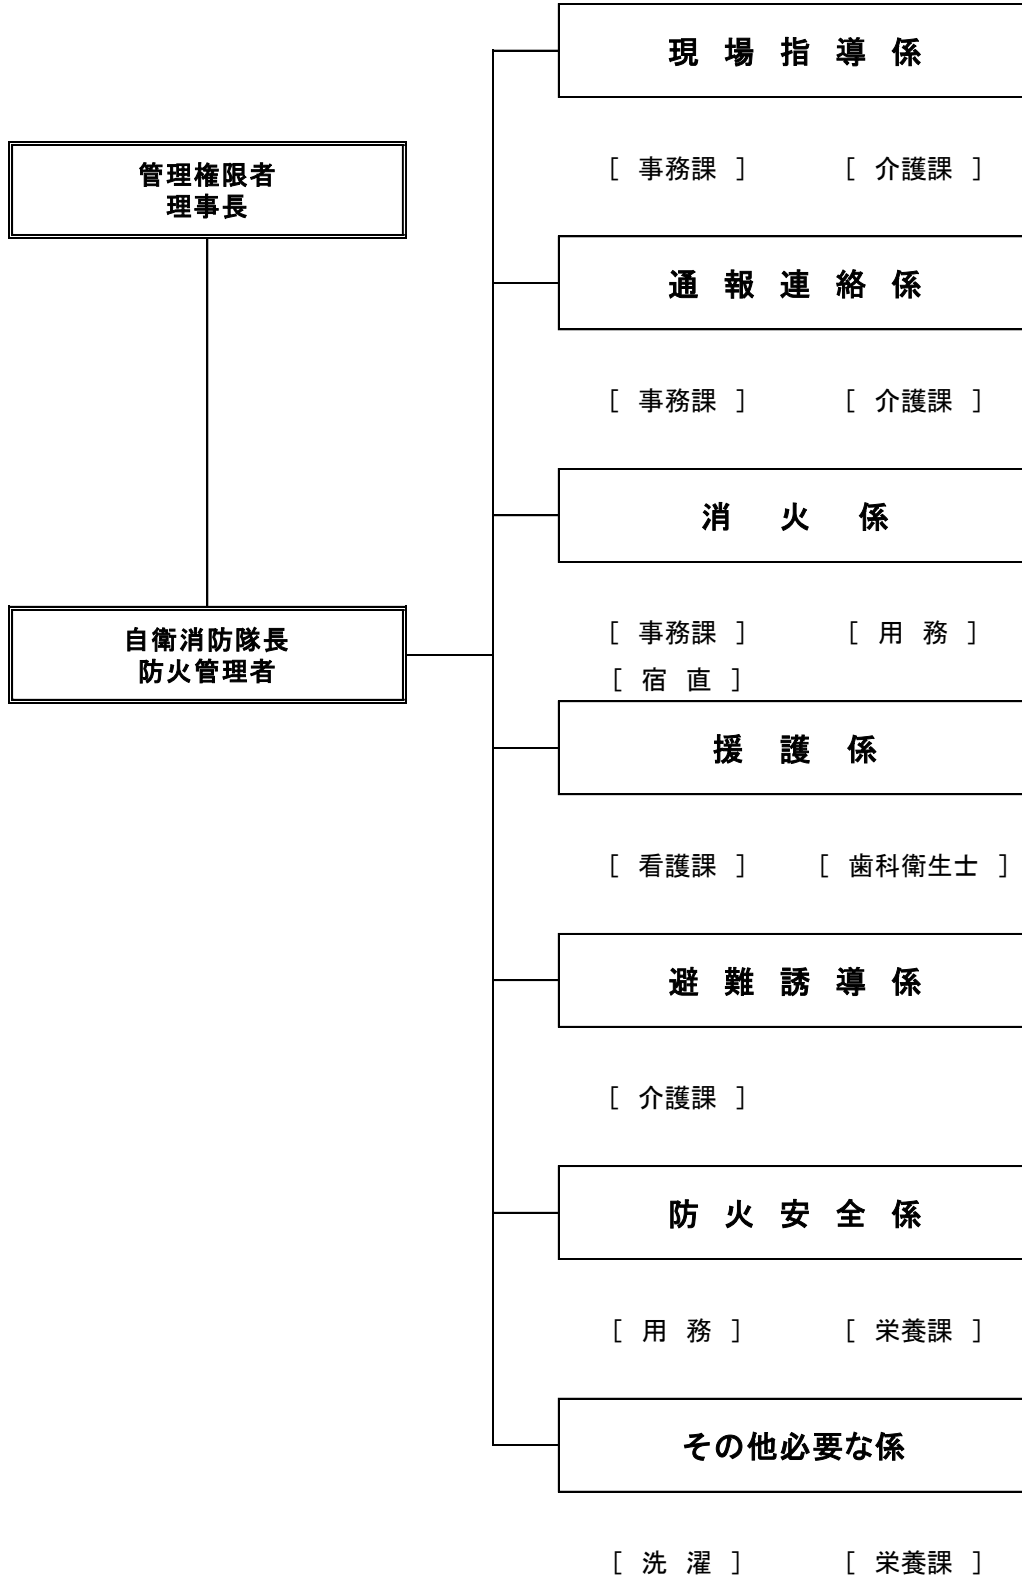 管理権限者
理事長
自衛消防隊長
防火管理者
現 場 指 導 係
[ 事務課 ] [ 介護課 ]
通 報 連 絡 係
[ 事務課 ] [ 介護課 ]
消 火 係
[ 事務課 ] [ 用 務 ]
[ 宿 直 ]
援 護 係
[ 看護課 ] [ 歯科衛生士 ]
避 難 誘 導 係
[ 介護課 ]
防 火 安 全 係
[ 用 務 ] [ 栄養課 ]
その他必要な係
[ 洗 濯 ] [ 栄養課 ]